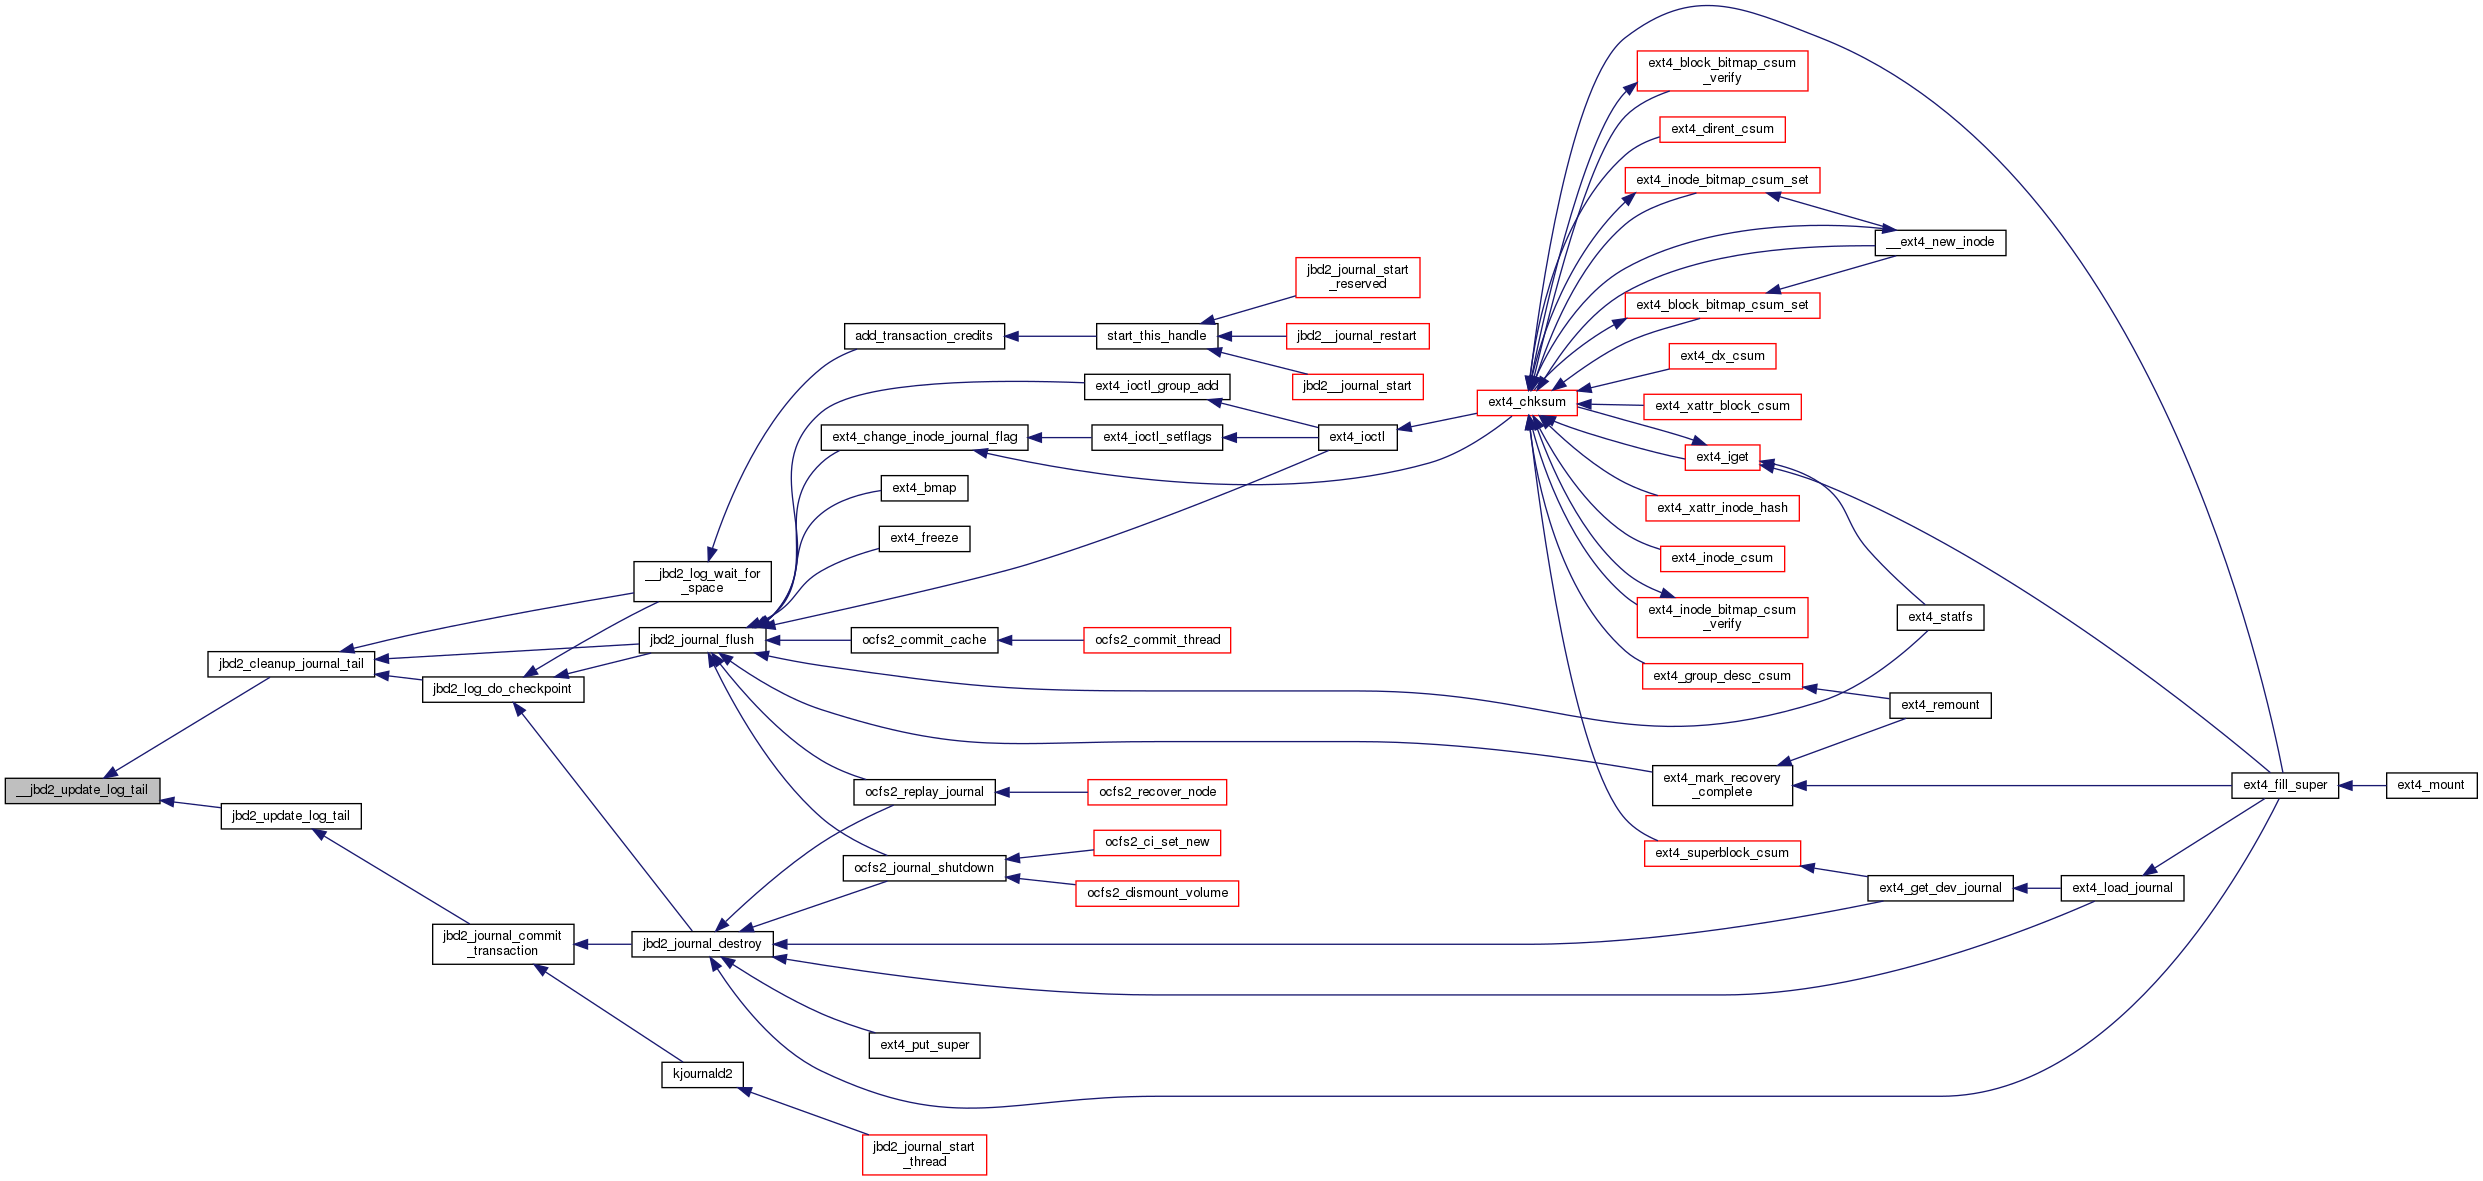 ext4_block_bitmap_csum
_verify
ext4_dirent_csum
ext4_inode_bitmap_csum_set
__ext4_new_inode
jbd2_journal_start
_reserved
ext4_block_bitmap_csum_set
add_transaction_credits
start_this_handle
jbd2__journal_restart
ext4_dx_csum
jbd2__journal_start
ext4_ioctl_group_add
ext4_chksum
ext4_xattr_block_csum
ext4_change_inode_journal_flag
ext4_ioctl_setflags
ext4_ioctl
ext4_iget
ext4_bmap
ext4_xattr_inode_hash
ext4_freeze
ext4_inode_csum
__jbd2_log_wait_for
_space
ext4_inode_bitmap_csum
_verify
ext4_statfs
jbd2_journal_flush
ocfs2_commit_cache
ocfs2_commit_thread
jbd2_cleanup_journal_tail
ext4_group_desc_csum
jbd2_log_do_checkpoint
ext4_remount
__jbd2_update_log_tail
ocfs2_replay_journal
ocfs2_recover_node
ext4_mark_recovery
_complete
ext4_fill_super
ext4_mount
jbd2_update_log_tail
ocfs2_ci_set_new
ext4_superblock_csum
ocfs2_journal_shutdown
ocfs2_dismount_volume
ext4_get_dev_journal
ext4_load_journal
jbd2_journal_commit
_transaction
jbd2_journal_destroy
ext4_put_super
kjournald2
jbd2_journal_start
_thread